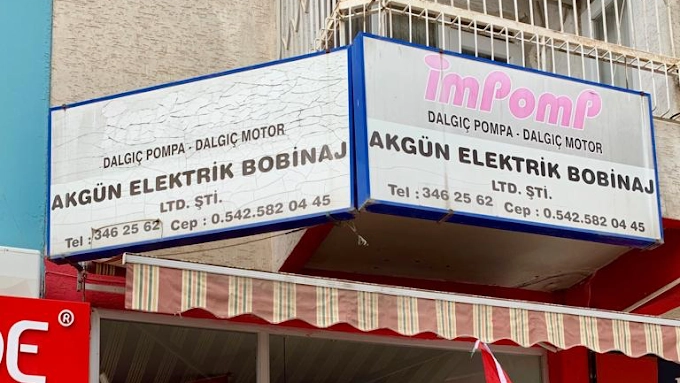 DALGIÇ POMPA - DALGIÇ MOTOR
AKGÜN ELEKTRİK BOBİNAJ
LTD. ŞTİ.
Tel : 346 25 62 Cep : 0.542.582 04 45
imPomP
DALGIÇ POMPA - DALGIÇ MOTOR
AKGÜN ELEKTRİK BOBİNAJ
LTD. ŞTİ.
Tel : 346 25 62 Cep : 0.542.582 04 45